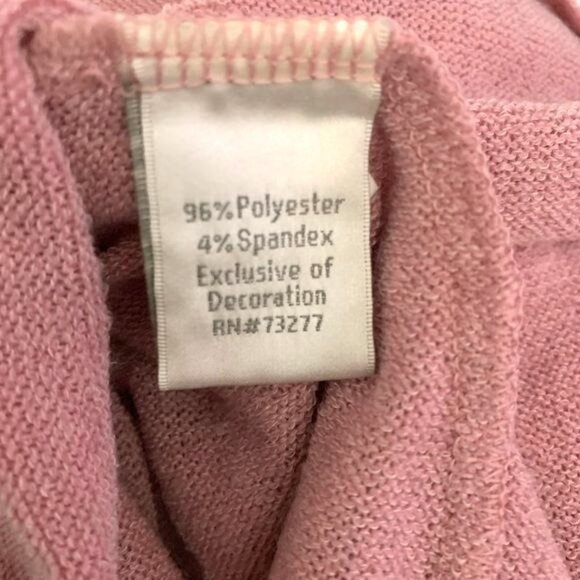 96%Polyester
4%Spandex
Exclusive of
Decoration
RN#73277